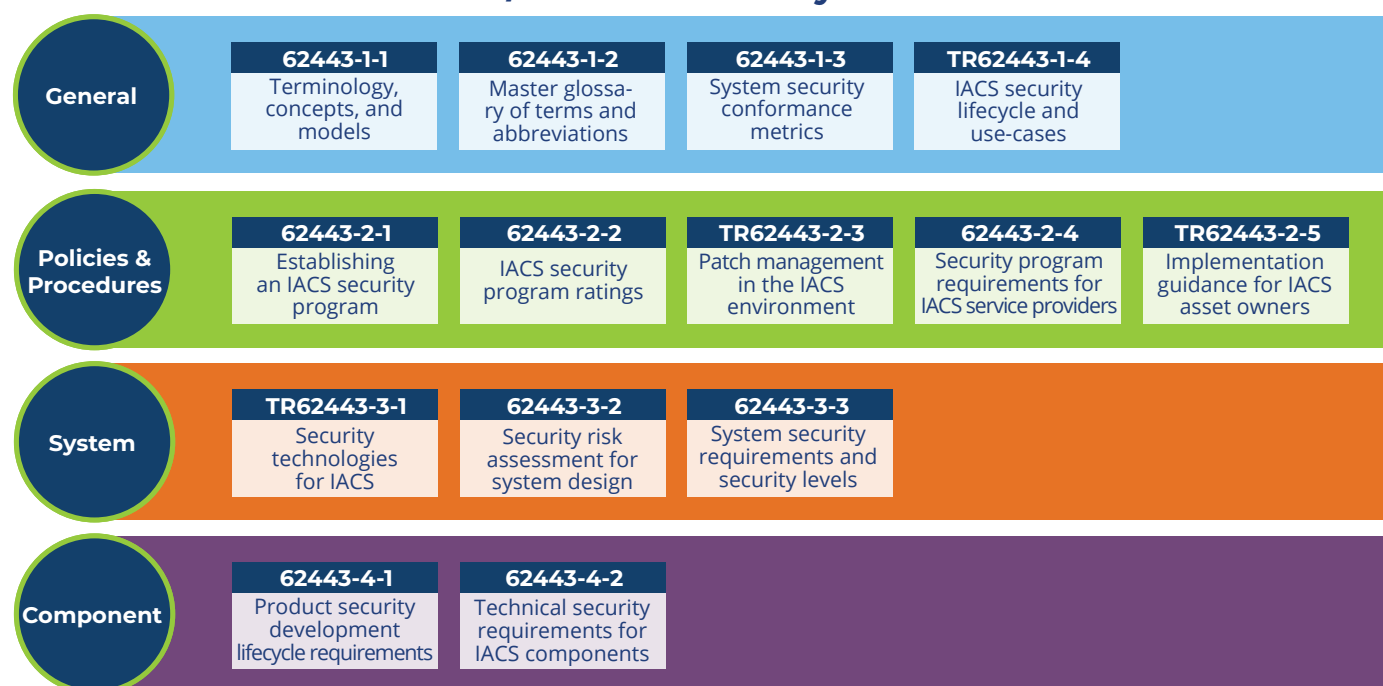 General
62443-1-1
Terminology,
concepts, and
models
62443-1-2
Master glossa-
ry of terms and
abbreviations
62443-1-3
System security
conformance
metrics
TR62443-1-4
IACS security
lifecycle and
use-cases
Policies &
Procedures
62443-2-1
Establishing
an IACS security
program
62443-2-2
IACS security
program ratings
TR62443-2-3
Patch management
in the IACS
environment
62443-2-4
Security program
requirements for
IACS service providers
TR62443-2-5
Implementation
guidance for IACS
asset owners
System
TR62443-3-1
Security
technologies
for IACS
62443-3-2
Security risk
assessment for
system design
62443-3-3
System security
requirements and
security levels
Component
62443-4-1
Product security
development
lifecycle requirements
62443-4-2
Technical security
requirements for
IACS components